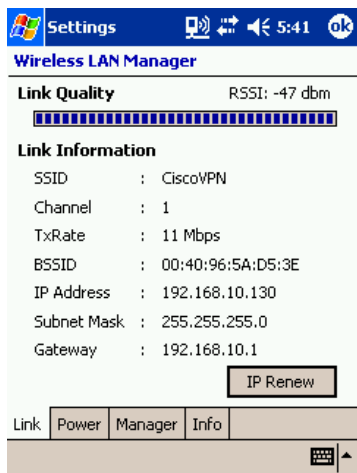 Settings 5:41 ok
Wireless LAN Manager
Link Quality RSSI: -47 dbm
Link Information
SSID : CiscoVPN
Channel : 1
TxRate : 11 Mbps
BSSID : 00:40:96:5A:D5:3E
IP Address : 192.168.10.130
Subnet Mask : 255.255.255.0
Gateway : 192.168.10.1
IP Renew
Link Power Manager Info